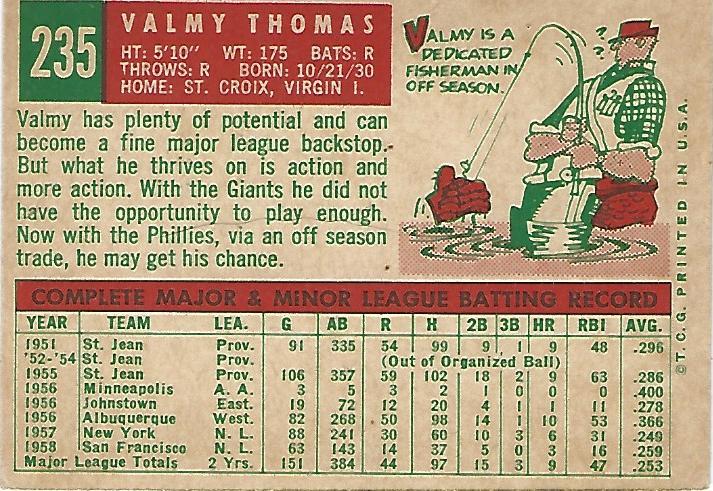 235
VALMY THOMAS
HT: 5'10" WT: 175 BATS: R
THROWS: R BORN: 10/21/30
HOME: ST. CROIX, VIRGIN I.
Valmy has plenty of potential and can
become a fine major league backstop.
But what he thrives on is action and
more action. With the Giants he did not
have the opportunity to play enough.
Now with the Phillies, via an off season
trade, he may get his chance.
VALMY IS A
DEDICATED
FISHERMAN IN
OFF SEASON.
? ?
COMPLETE MAJOR & MINOR LEAGUE BATTING RECORD
YEAR TEAM LEA. G AB R H 2B 3B HR RBI AVG.
1951 St. Jean Prov. 91 335 54 99 9 1 9 48 .296
'52-'54 St. Jean Prov. (Out of Organized Ball)
1955 St. Jean Prov. 106 357 59 102 18 2 9 63 .286
1956 Minneapolis A. A. 3 5 3 2 1 0 0 0 .400
1956 Johnstown East. 19 72 12 20 4 1 1 11 .278
1956 Albuquerque West. 82 268 50 98 14 1 10 53 .366
1957 New York N. L. 88 241 30 60 10 3 6 31 .249
1958 San Francisco N. L. 63 143 14 37 5 0 3 16 .259
Major League Totals 2 Yrs. 151 384 44 97 15 3 9 47 .253
© T. C. G. PRINTED IN U.S.A.